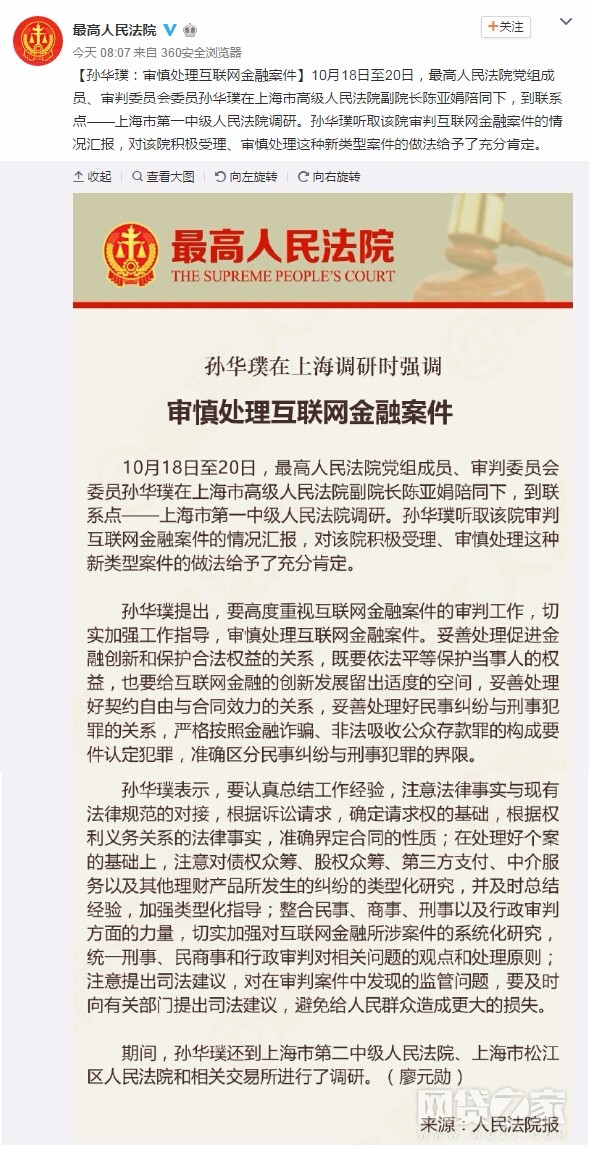 最高人民法院
+关注
今天 08:07 来自 360安全浏览器
【孙华璞：审慎处理互联网金融案件】10月18日至20日，最高人民法院党组成
员、审判委员会委员孙华璞在上海市高级人民法院副院长陈亚娟陪同下，到联系
点——上海市第一中级人民法院调研。孙华璞听取该院审判互联网金融案件的情
况汇报，对该院积极受理、审慎处理这种新类型案件的做法给予了充分肯定。
收起 查看大图 向左旋转 向右旋转
最高人民法院
THE SUPREME PEOPLE'S COURT
孙华璞在上海调研时强调
审慎处理互联网金融案件
10月18日至20日，最高人民法院党组成员、审判委员会
委员孙华璞在上海市高级人民法院副院长陈亚娟陪同下，到联
系点——上海市第一中级人民法院调研。孙华璞听取该院审判
互联网金融案件的情况汇报，对该院积极受理、审慎处理这种
新类型案件的做法给予了充分肯定。
孙华璞提出，要高度重视互联网金融案件的审判工作，切
实加强工作指导，审慎处理互联网金融案件。妥善处理促进金
融创新和保护合法权益的关系，既要依法平等保护当事人的权
益，也要给互联网金融的创新发展留出适度的空间，妥善处理
好契约自由与合同效力的关系，妥善处理好民事纠纷与刑事犯
罪的关系，严格按照金融诈骗、非法吸收公众存款罪的构成要
件认定犯罪，准确区分民事纠纷与刑事犯罪的界限。
孙华璞表示，要认真总结工作经验，注意法律事实与现有
法律规范的对接，根据诉讼请求，确定请求权的基础，根据权
利义务关系的法律事实，准确界定合同的性质；在处理好个案
的基础上，注意对债权众筹、股权众筹、第三方支付、中介服
务以及其他理财产品所发生的纠纷的类型化研究，并及时总结
经验，加强类型化指导；整合民事、商事、刑事以及行政审判
方面的力量，切实加强对互联网金融所涉案件的系统化研究，
统一刑事、民商事和行政审判对相关问题的观点和处理原则；
注意提出司法建议，对在审判案件中发现的监管问题，要及时
向有关部门提出司法建议，避免给人民群众造成更大的损失。
期间，孙华璞还到上海市第二中级人民法院、上海市松江
区人民法院和相关交易所进行了调研。（廖元勋）
来源：人民法院报
网贷之家